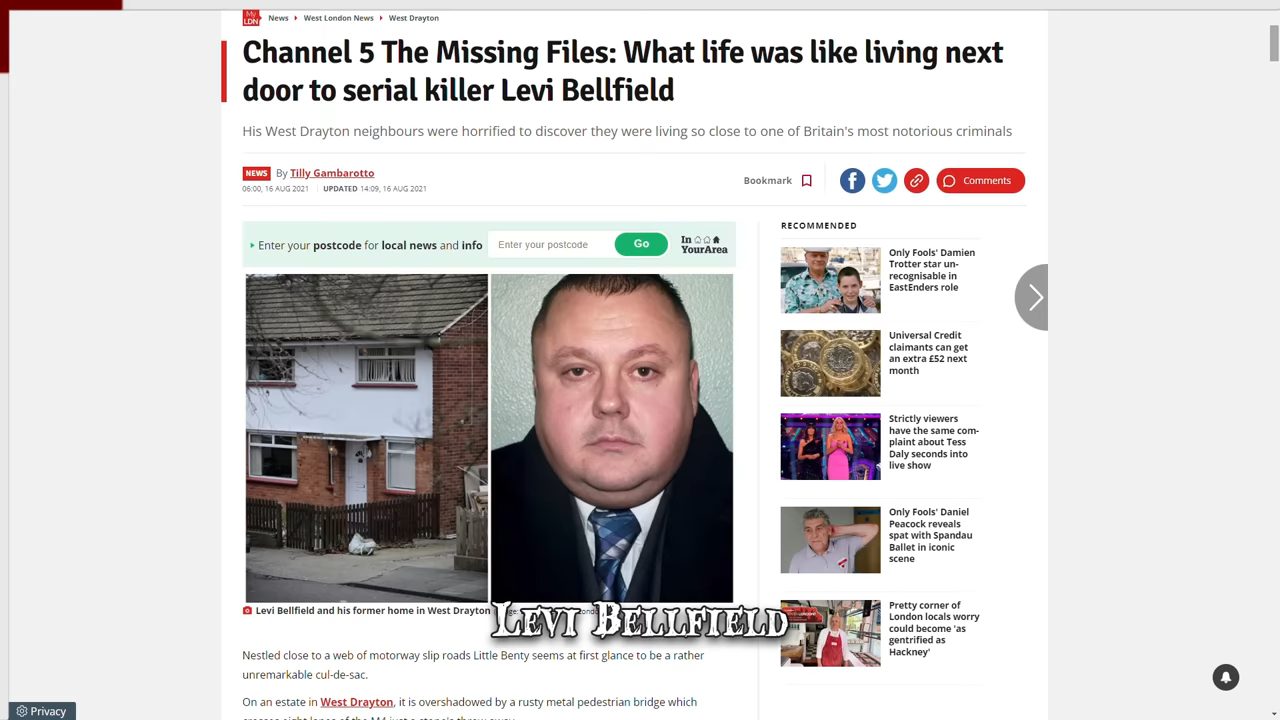 My
LDN
News
West London News
West Drayton
Channel 5 The Missing Files: What life was like living next
door to serial killer Levi Bellfield
His West Drayton neighbours were horrified to discover they were living so close to one of Britain's most notorious criminals
NEWS By Tilly Gambarotto
06:00, 16 AUG 2021 UPDATED 14:09, 16 AUG 2021
Bookmark
Comments
Enter your postcode for local news and info
Enter your postcode
Go
In
YourArea
Levi Bellfield and his former home in West Drayton
Levi Bellfield
Nestled close to a web of motorway slip roads Little Benty seems at first glance to be a rather
unremarkable cul-de-sac.
On an estate in West Drayton, it is overshadowed by a rusty metal pedestrian bridge which
RECOMMENDED
Only Fools' Damien
Trotter star un-
recognisable in
EastEnders role
Universal Credit
claimants can get
an extra £52 next
month
Strictly viewers
have the same com-
plaint about Tess
Daly seconds into
live show
Only Fools' Daniel
Peacock reveals
spat with Spandau
Ballet in iconic
scene
Pretty corner of
London locals worry
could become 'as
gentrified as
Hackney'
Privacy